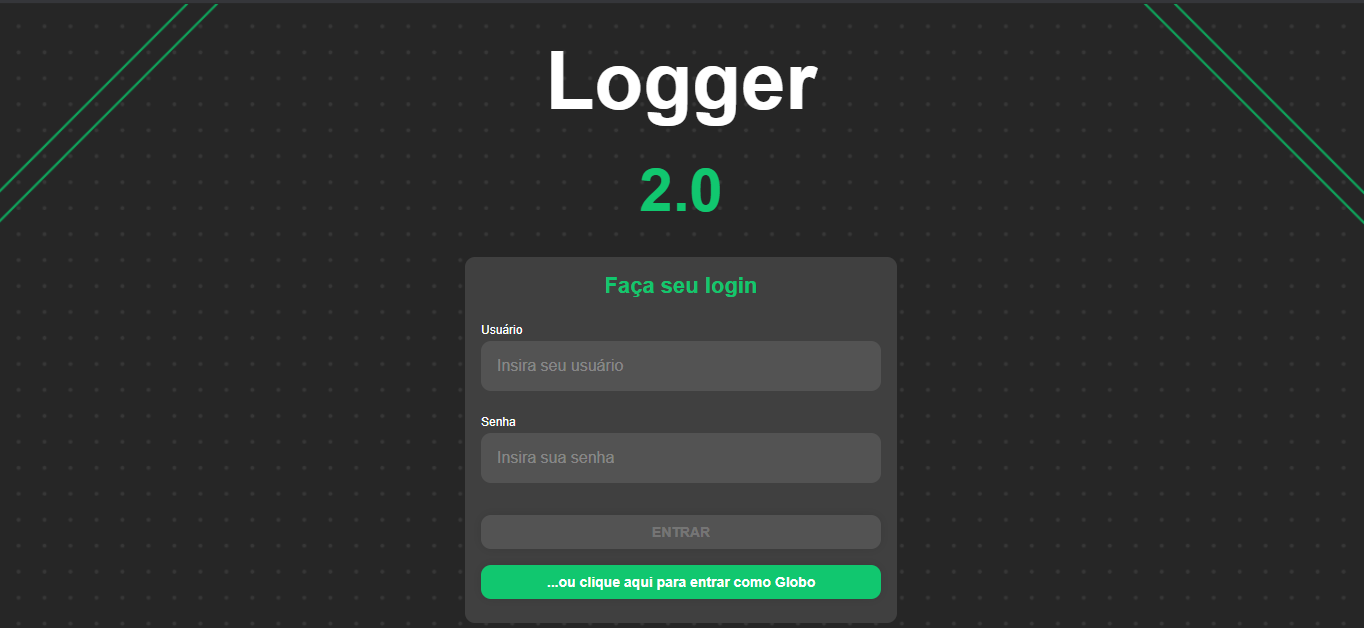 Logger
2.0
Faça seu login
Usuário
Insira seu usuário
Senha
Insira sua senha
ENTRAR
...ou clique aqui para entrar como Globo